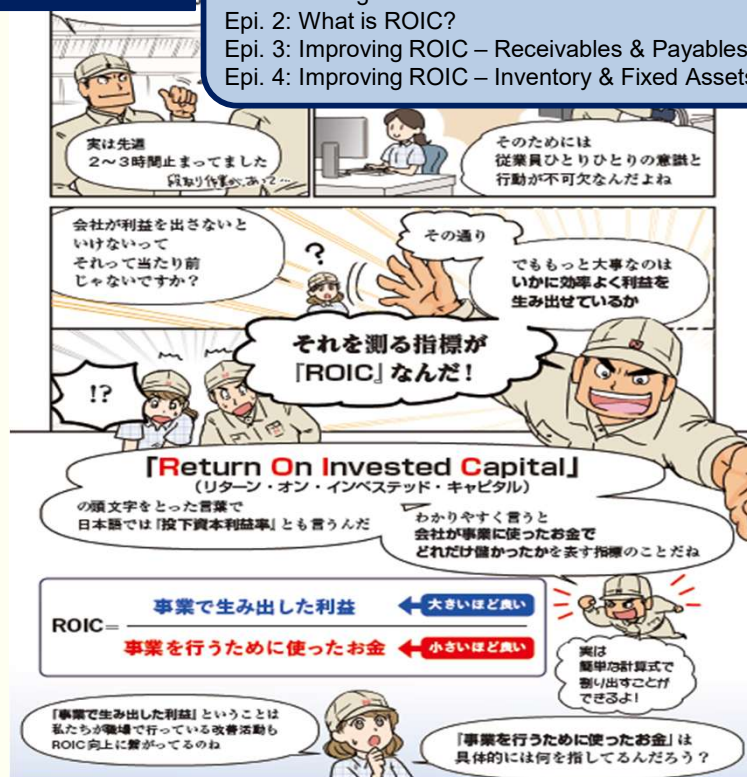 Epi. 2: What is ROIC?
Epi. 3: Improving ROIC – Receivables & Payables
Epi. 4: Improving ROIC – Inventory & Fixed Assets
実は先週
2〜3時間止まってました
段取り作業が、あって…
そのためには
従業員ひとりひとりの意識と
行動が不可欠なんだよね
会社が利益を出さないと
いけないって
それって当たり前
じゃないですか？
?
その通り
でももっと大事なのは
いかに効率よく利益を
生み出せているか
それを測る指標が
『ROIC』なんだ！
!?
「Return On Invested Capital」
（リターン・オン・インベステッド・キャピタル）
の頭文字をとった言葉で
日本語では『投下資本利益率』とも言うんだ
わかりやすく言うと
会社が事業に使ったお金で
どれだけ儲かったかを表す指標のことだね
ROIC=
事業で生み出した利益
大きいほど良い
事業を行うために使ったお金
小さいほど良い
実は
簡単な計算式で
割り出すことが
できるよ！
「事業で生み出した利益」ということは
私たちが職場で行っている改善活動も
ROIC向上に繋がってるのね
「事業を行うために使ったお金」は
具体的には何を指してるんだろう？